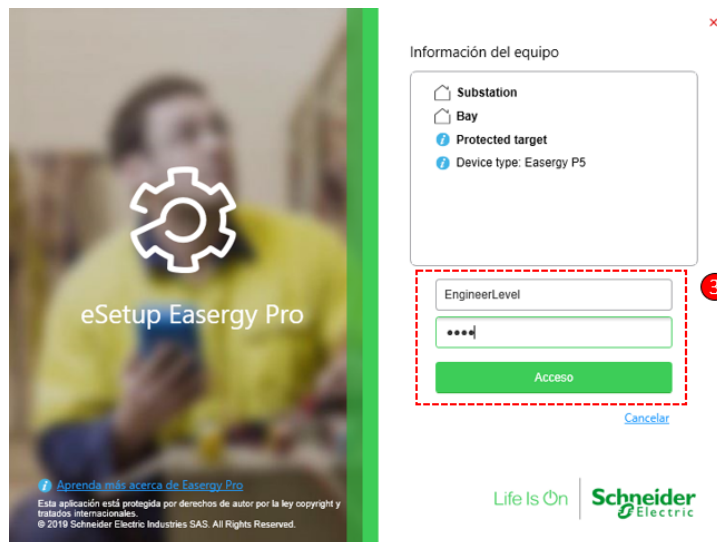 Información del equipo
Substation
Bay
Protected target
Device type: Easergy P5
3
EngineerLevel
Acceso
Cancelar
eSetup Easergy Pro
Aprenda más acerca de Easergy Pro
Esta aplicación está protegida por derechos de autor por la ley copyright y
tratados internacionales.
© 2019 Schneider Electric Industries SAS. All Rights Reserved.
Life Is On
Schneider
Electric